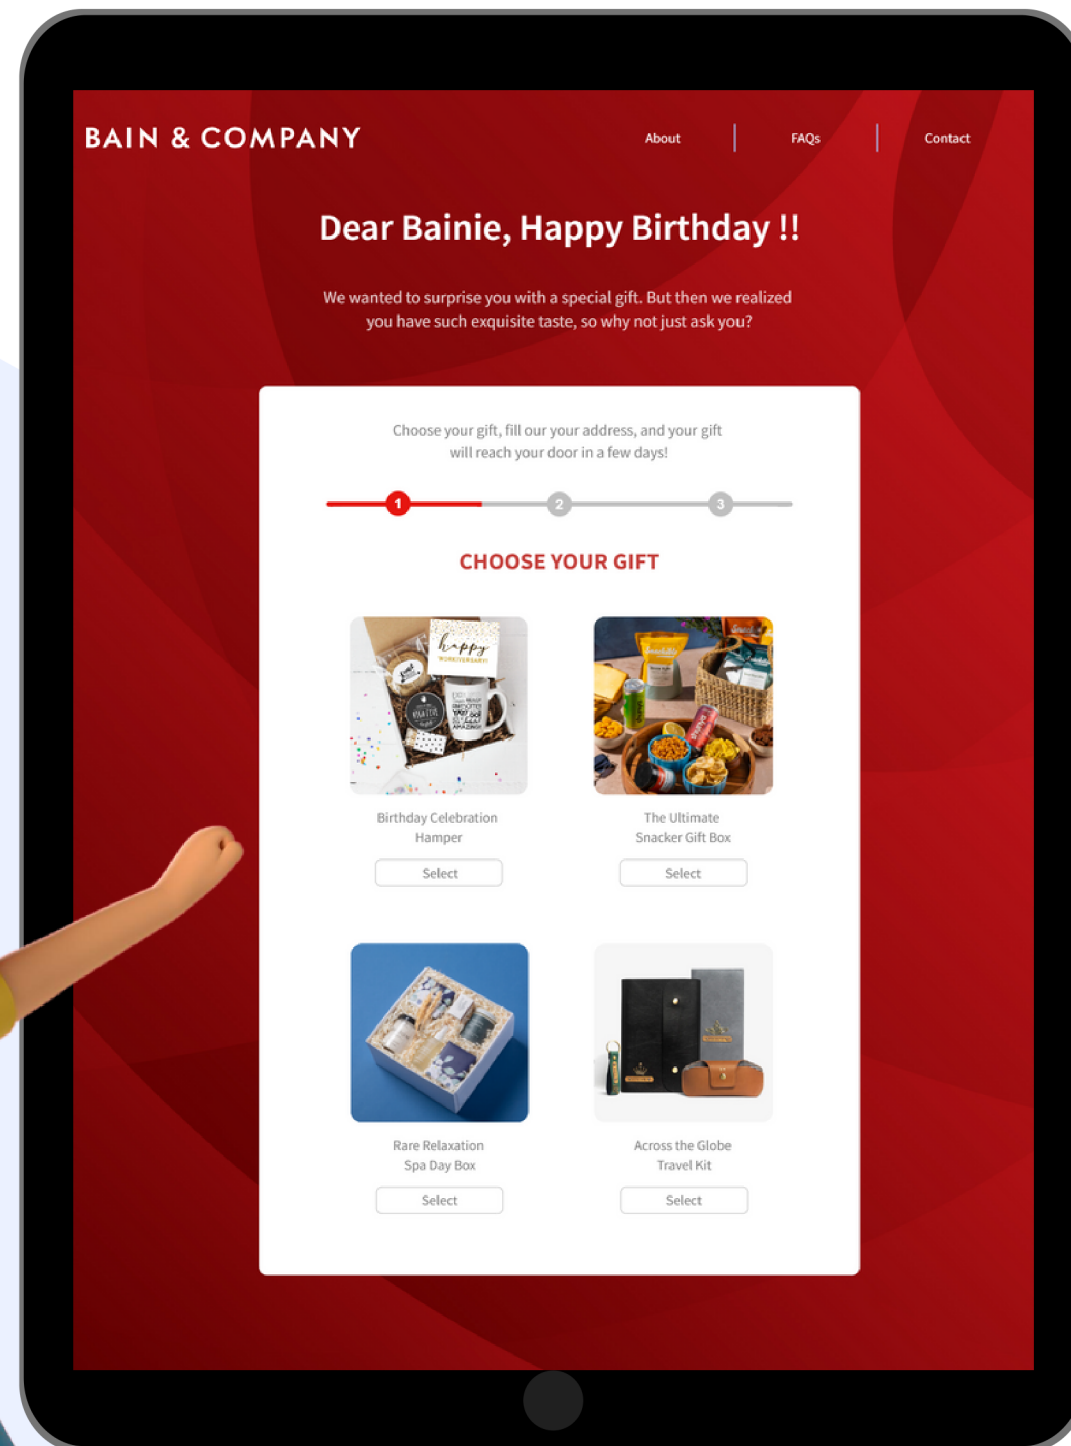 BAIN & COMPANY
About
FAQs
Contact
Dear Bainie, Happy Birthday !!
We wanted to surprise you with a special gift. But then we realized
you have such exquisite taste, so why not just ask you?
Choose your gift, fill our your address, and your gift
will reach your door in a few days!
1
2
3
CHOOSE YOUR GIFT
happy
WORKIVERSARY!
Birthday Celebration
Hamper
Select
The Ultimate
Snacker Gift Box
Select
Rare Relaxation
Spa Day Box
Select
Across the Globe
Travel Kit
Select